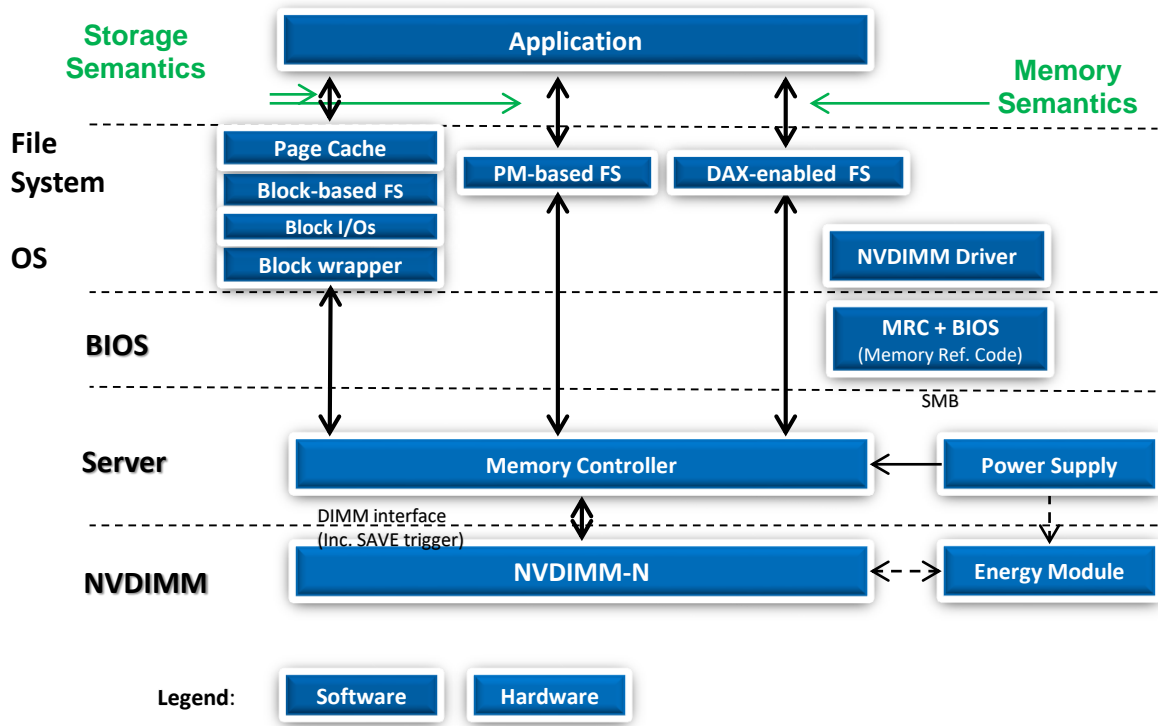 Application
Storage
Semantics
Memory
Semantics
File
System
Page Cache
Block-based FS
Block I/Os
Block wrapper
PM-based FS
DAX-enabled FS
OS
NVDIMM Driver
BIOS
MRC + BIOS
(Memory Ref. Code)
SMB
Server
Memory Controller
Power Supply
DIMM interface
(Inc. SAVE trigger)
NVDIMM
NVDIMM-N
Energy Module
Legend:
Software
Hardware